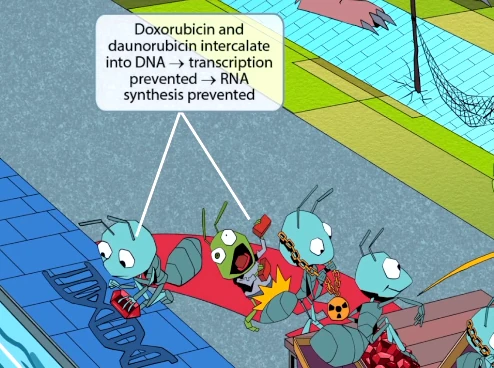 Doxorubicin and
daunorubicin intercalate
into DNA → transcription
prevented → RNA
synthesis prevented